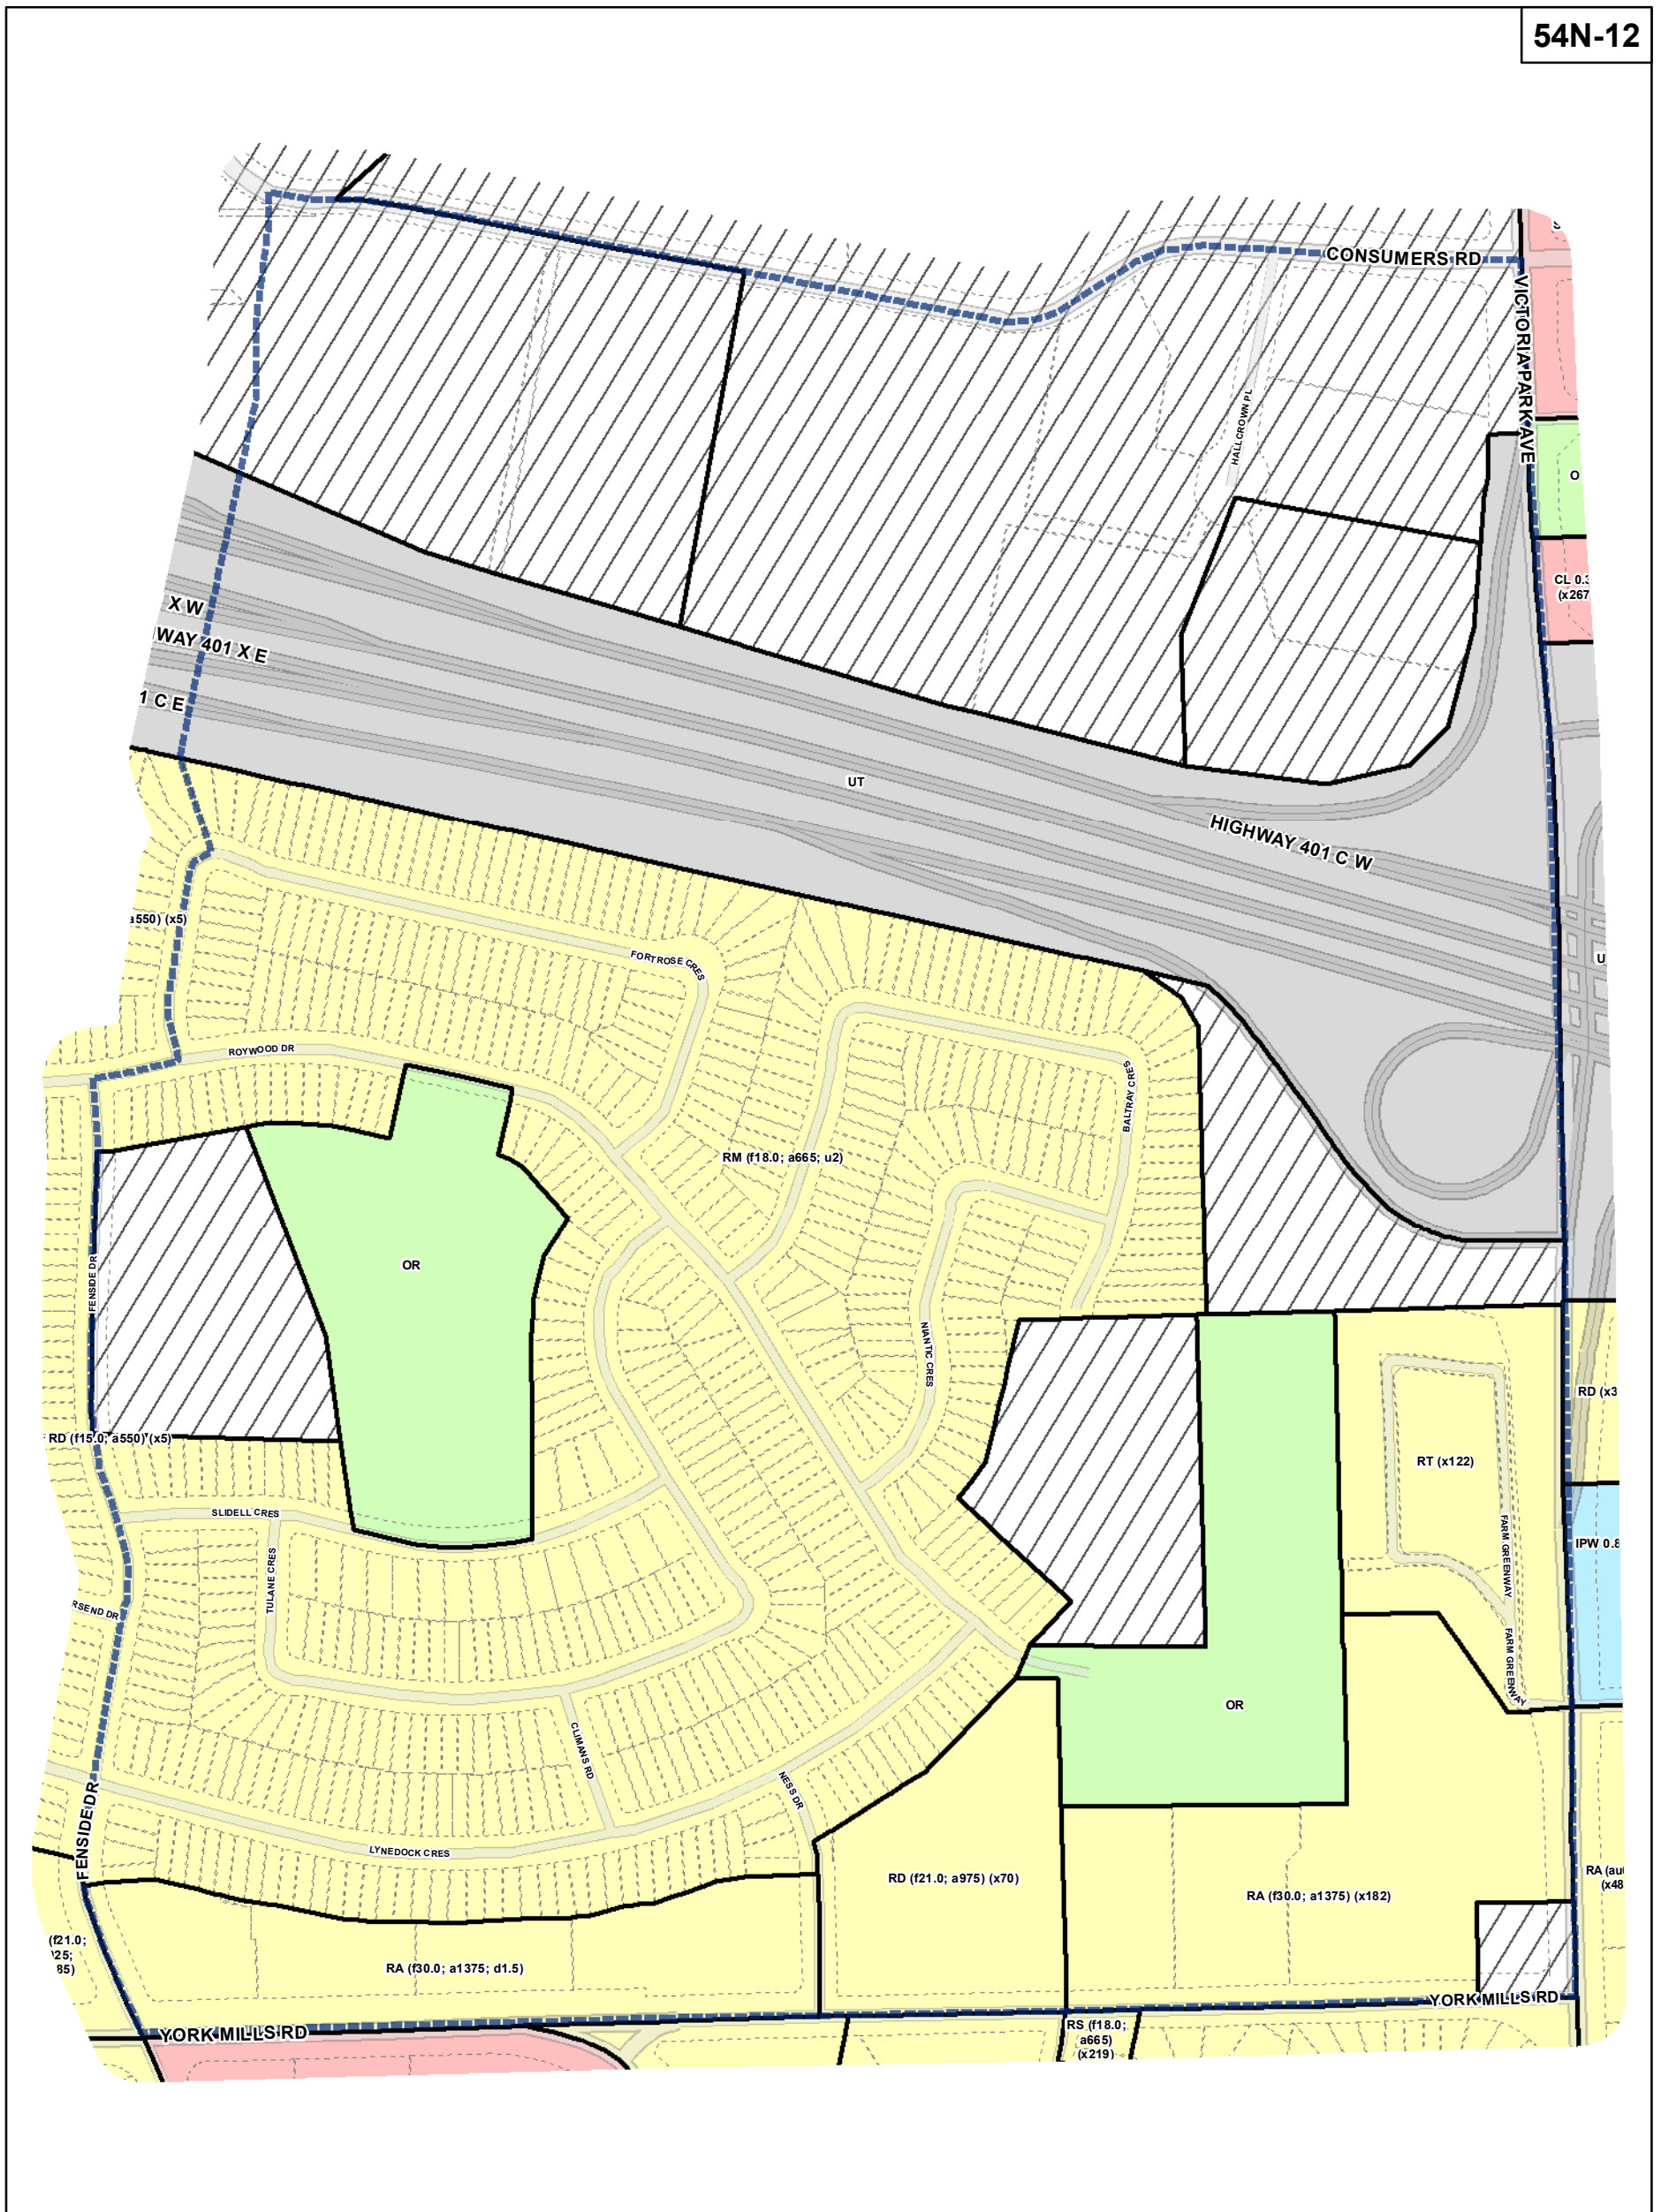 54N-12
CONSUMERS RD
VICTORIA PARK AVE
HALLCROWN PL
O
CL 0.3
(x267
X W
WAY 401 X E
1 C E
UT
HIGHWAY 401 C W
a550) (x5)
FORTROSE CRES
U
ROYWOOD DR
BALTRAY CRES
RM (f18.0; a665; u2)
OR
FENSIDE DR
NIANTIC CRES
RD (x3
RD (f15.0; a550) (x5)
RT (x122)
SLIDELL CRES
FARM GREENWAY
IPW 0.8
TULANE CRES
RSEND DR
FARM GREENWAY
OR
CLIMANS RD
NESS DR
FENSIDE DR
LYNEDOCK CRES
RD (f21.0; a975) (x70)
RA (f30.0; a1375) (x182)
RA (au
(x48
(f21.0;
25;
85)
RA (f30.0; a1375; d1.5)
YORK MILLS RD
YORK MILLS RD
RS (f18.0;
a665)
(x219)